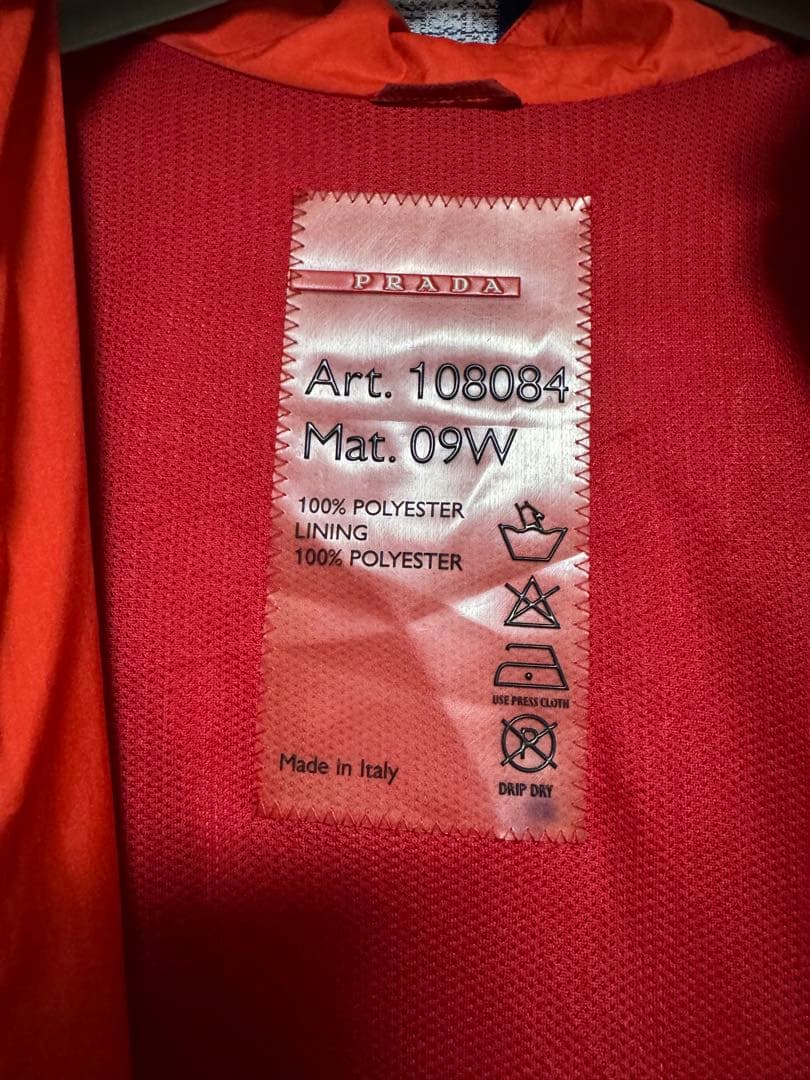 PRADA
Art. 108084
Mat. 09W
100% POLYESTER
LINING
100% POLYESTER
USE PRESS CLOTH
P
DRIP DRY
Made in Italy